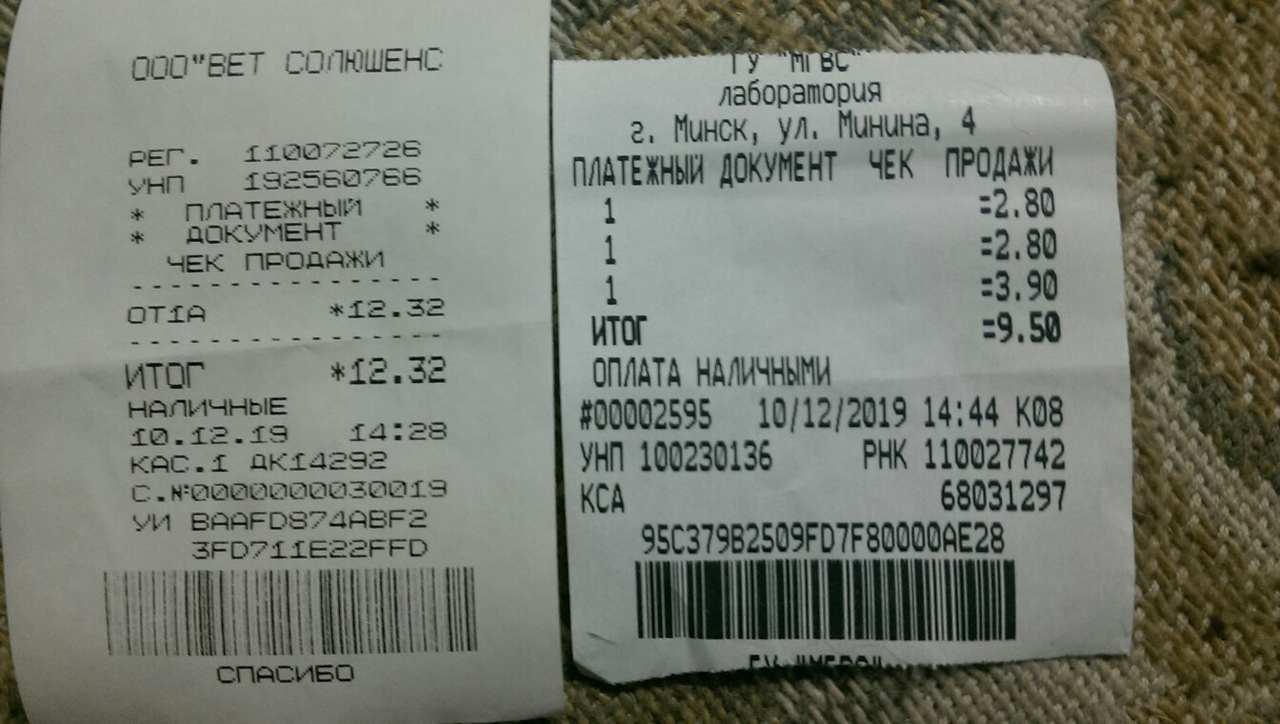 ООО"ВЕТ СОЛЮШЕНС
РЕГ. 110072726
УНП 192560766
* ПЛАТЕЖНЫЙ *
* ДОКУМЕНТ *
ЧЕК ПРОДАЖИ
ОТ1А *12.32
ИТОГ *12.32
НАЛИЧНЫЕ
10.12.19 14:28
КАС.1 ДК14292
С.№0000000030019
УИ BAAFD874ABF2
3FD711E22FFD
СПАСИБО
ГУ "МГВС"
лаборатория
г. Минск, ул. Минина, 4
ПЛАТЕЖНЫЙ ДОКУМЕНТ ЧЕК ПРОДАЖИ
1 =2.80
1 =2.80
1 =3.90
ИТОГ =9.50
ОПЛАТА НАЛИЧНЫМИ
#00002595 10/12/2019 14:44 К08
УНП 100230136 РНК 110027742
КСА 68031297
95C379B2509FD7F80000AE28